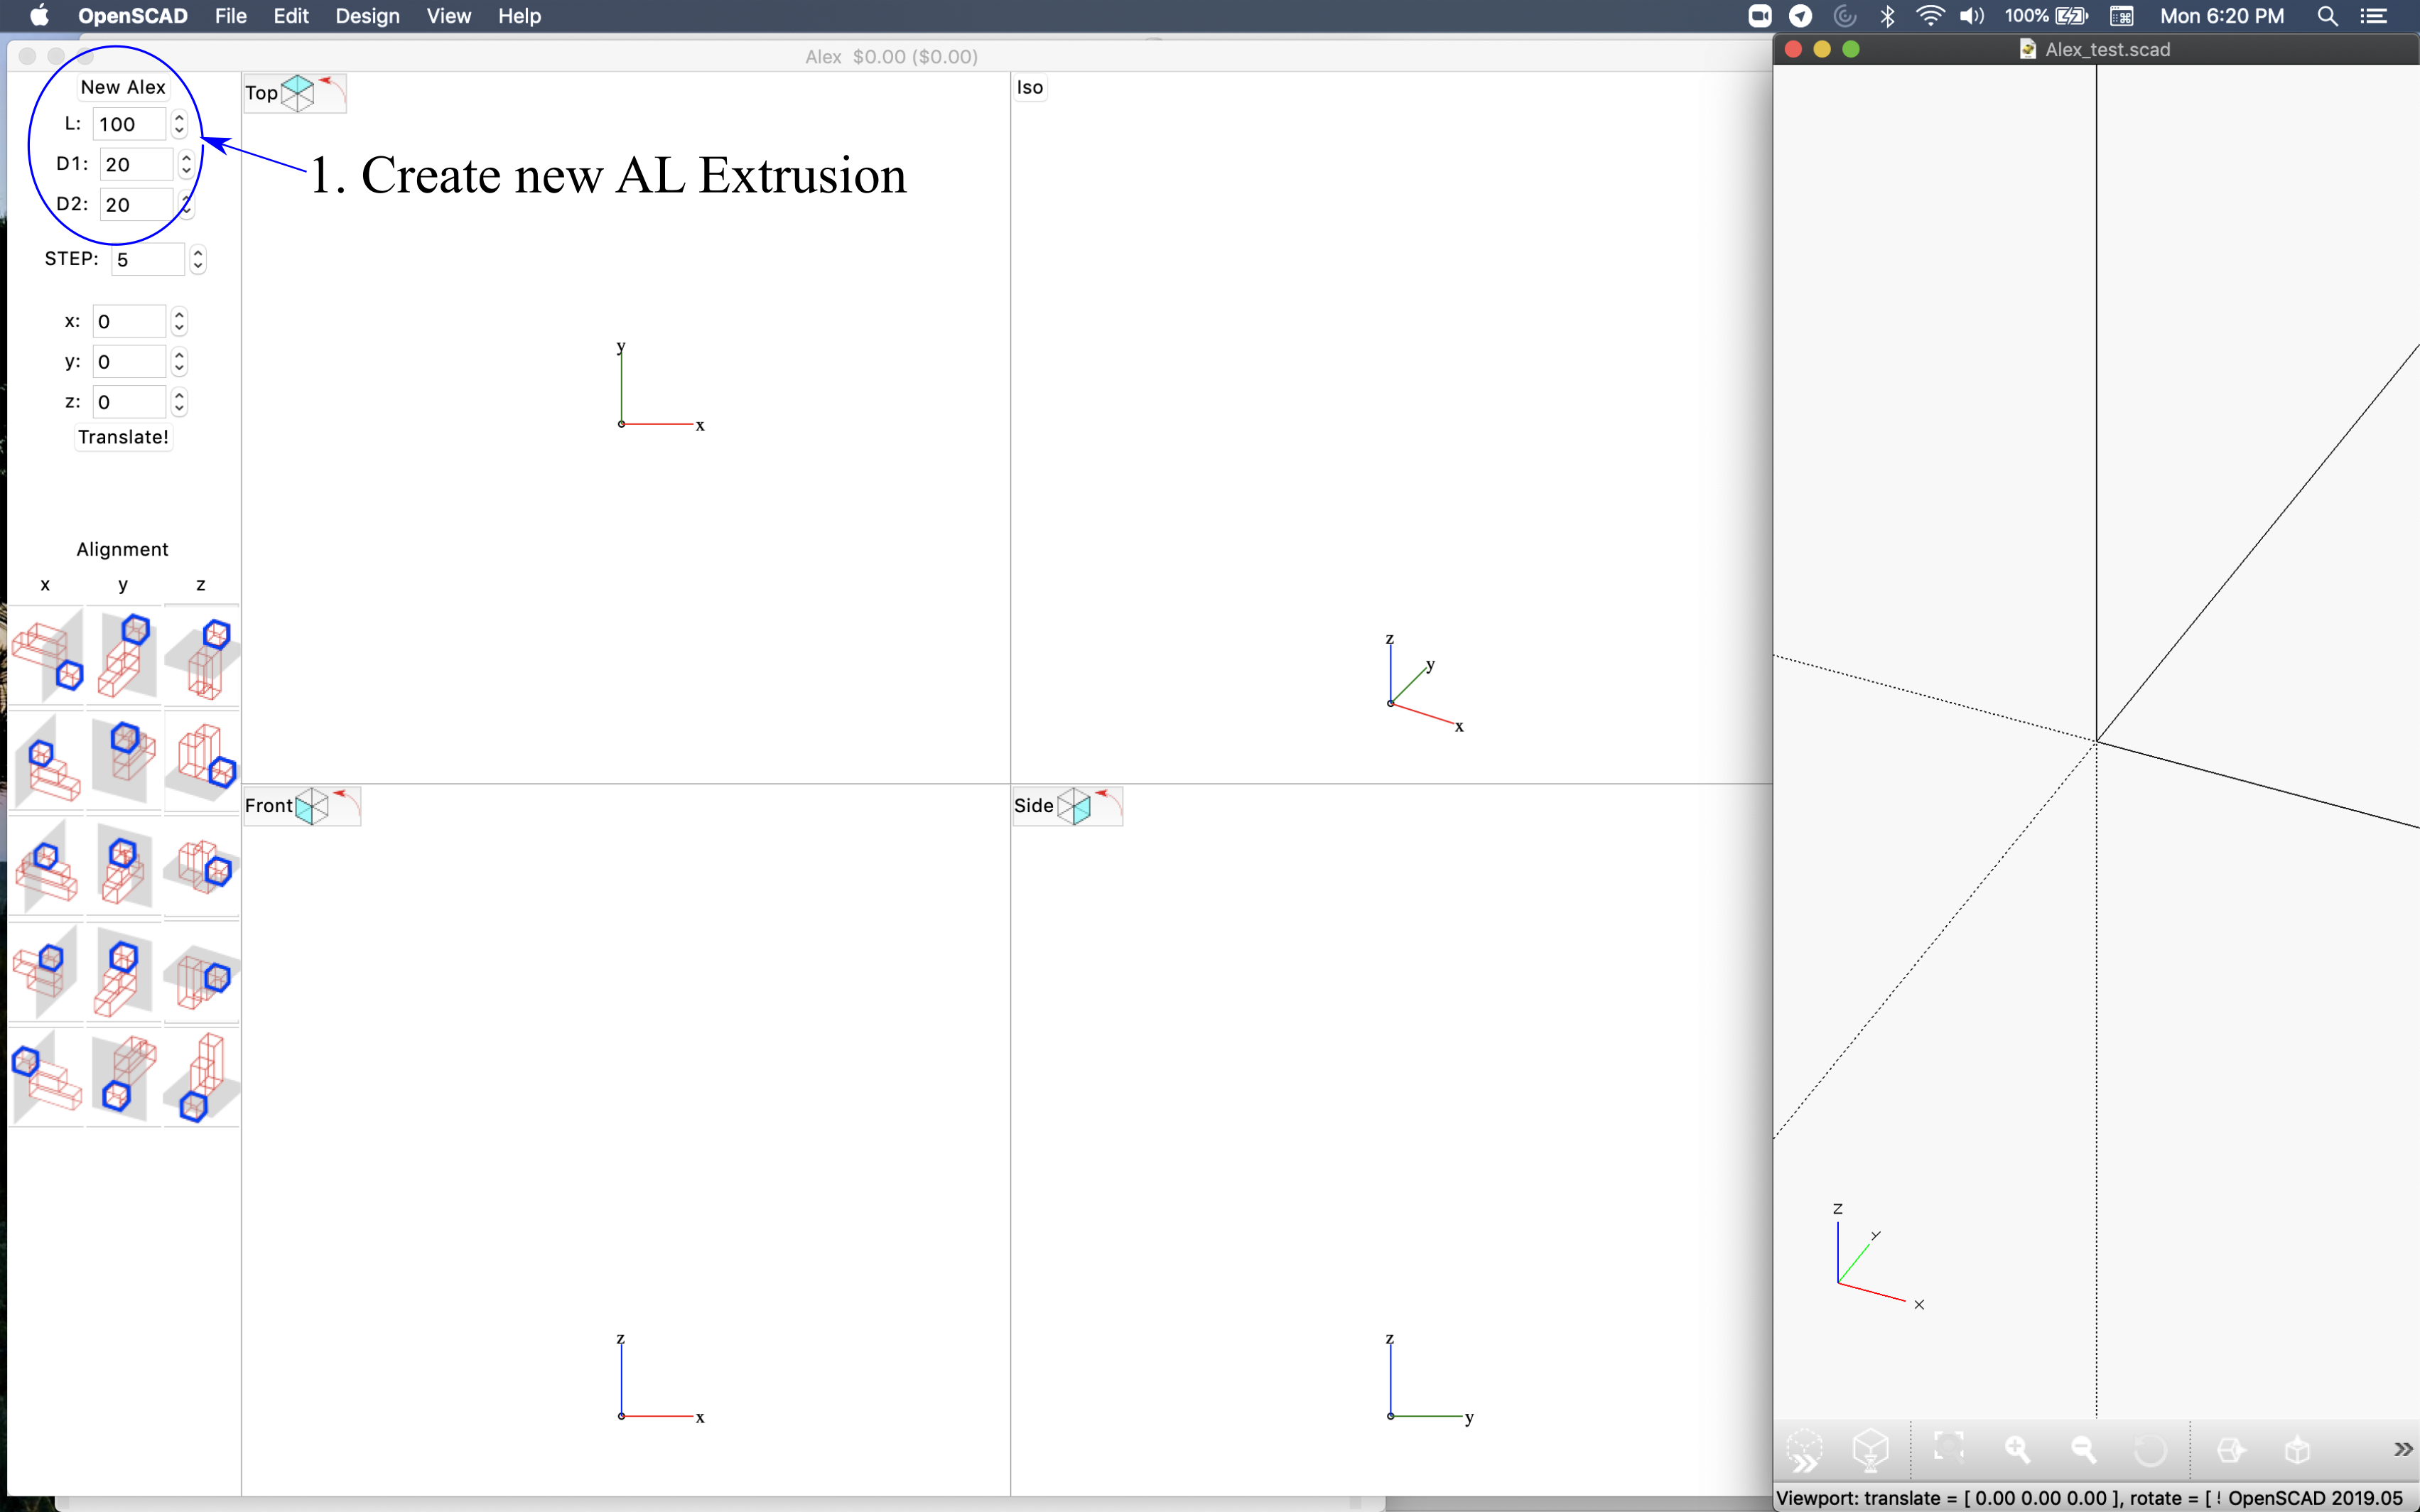 OpenSCAD File Edit Design View Help 100% Mon 6:20 PM
Alex $0.00 ($0.00)
Alex_test.scad
New Alex
L: 100
D1: 20
D2: 20
STEP: 5
x: 0
y: 0
z: 0
Translate!
Alignment
x y z
Top
1. Create new AL Extrusion
y
x
Iso
z
y
x
Front
z
x
Side
z
y
Z
Y
X
Viewport: translate = [ 0.00 0.00 0.00 ], rotate = [ OpenSCAD 2019.05